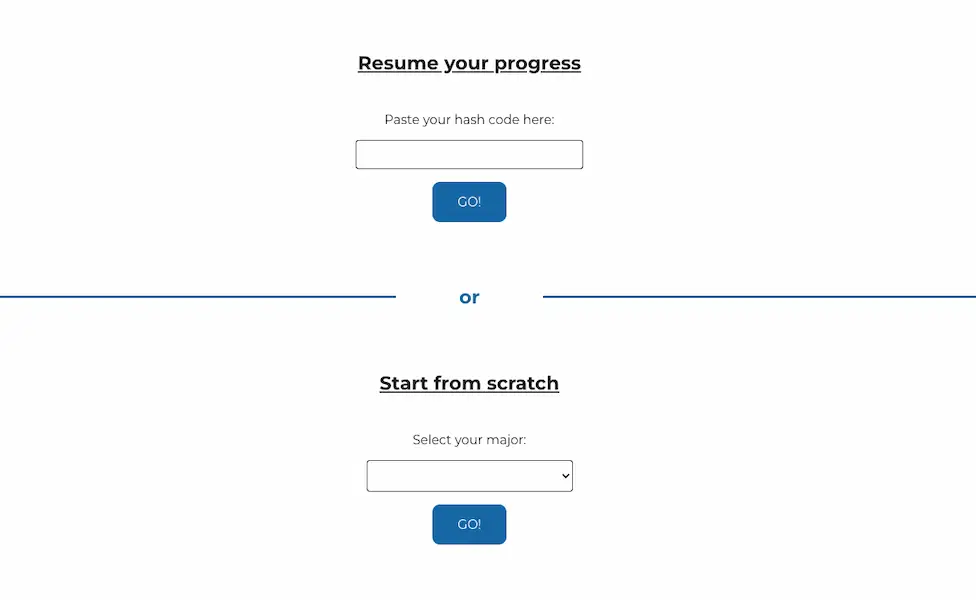 Resume your progress
Paste your hash code here:
GO!
or
Start from scratch
Select your major:
GO!